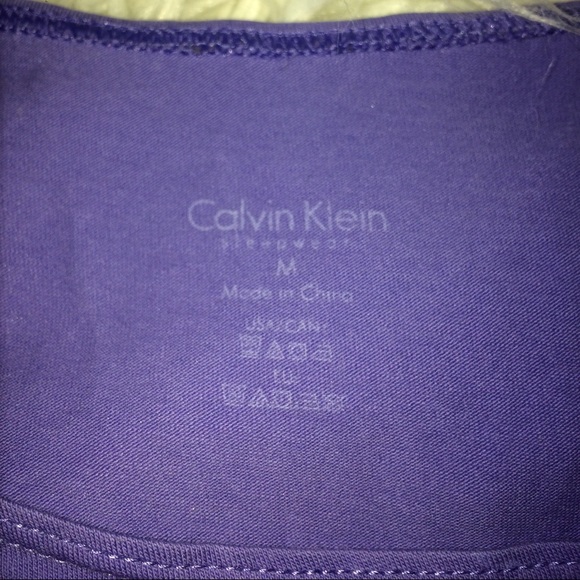 Calvin Klein
sleepwear
M
Made in China
USA/CAN:
EU: